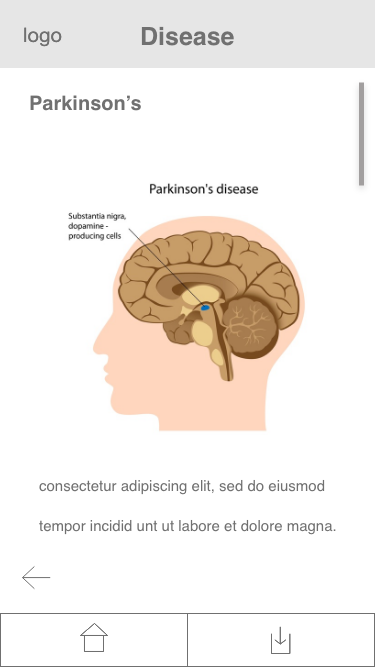 logo
Disease
Parkinson’s
Parkinson's disease
Substantia nigra,
dopamine -
producing cells
consectetur adipiscing elit, sed do eiusmod
tempor incidid unt ut labore et dolore magna.